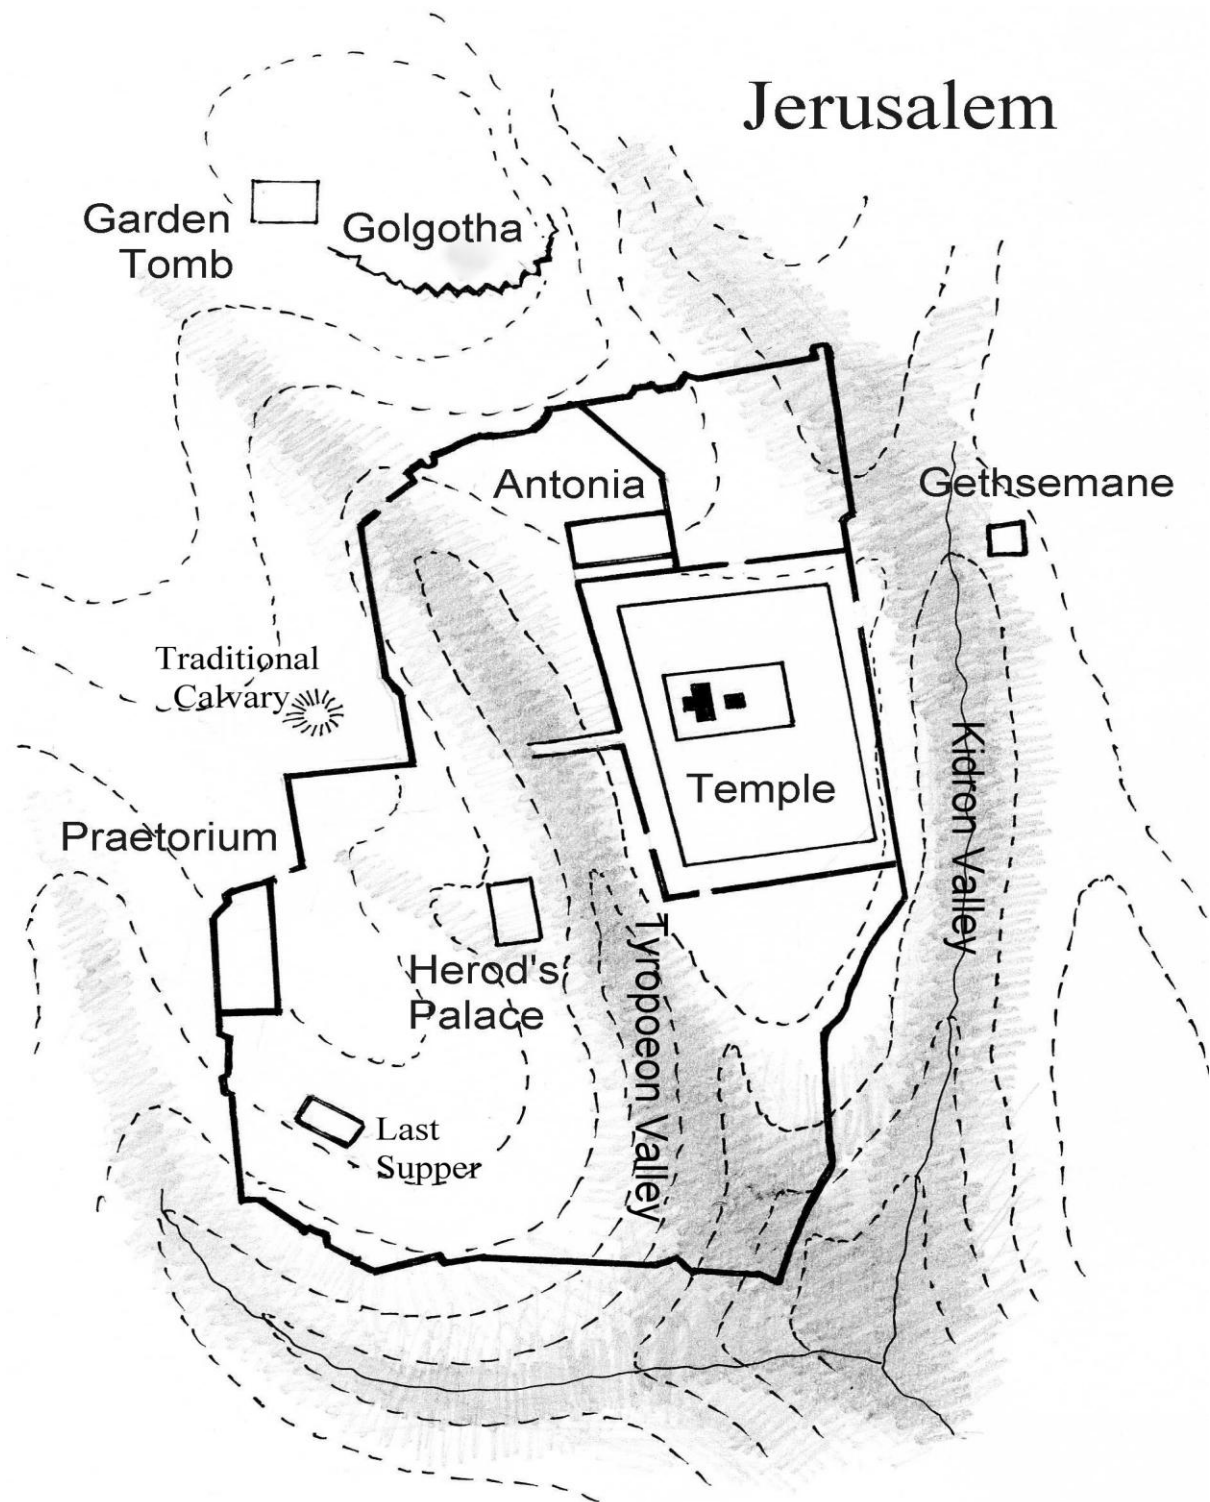 Jerusalem
Garden
Tomb
Golgotha
Antonia
Gethsemane
Traditional
Calvary
Temple
Kidron Valley
Praetorium
Herod's
Palace
Tyropoeon Valley
Last
Supper